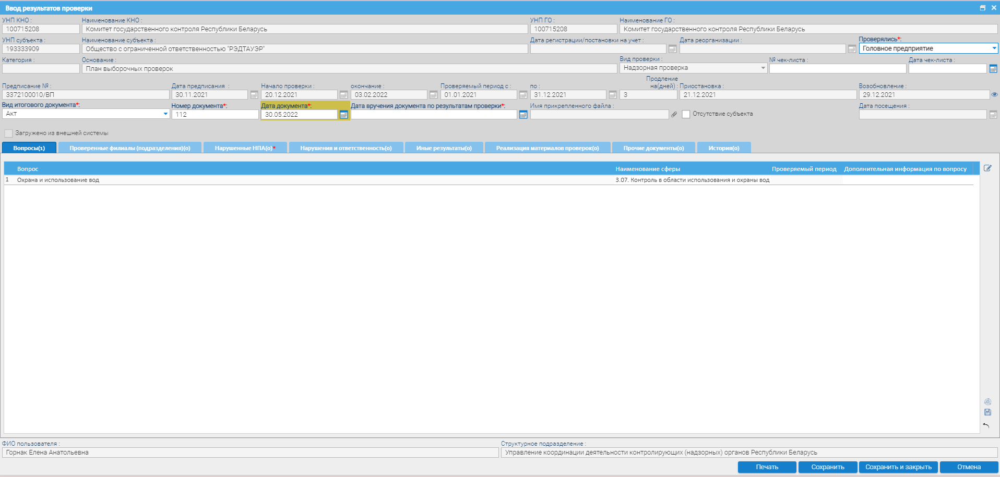 Ввод результатов проверки
УНП КНО : Наименование КНО : УНП ГО : Наименование ГО :
100715208 Комитет государственного контроля Республики Беларусь 100715208 Комитет государственного контроля Республики Беларусь
УНП субъекта : Наименование субъекта : Дата регистрации/постановки на учет : Дата реорганизации : Проверялись*:
193333909 Общество с ограниченной ответственностью "РЭДТАУЭР" Головное предприятие
Категория : Основание : Вид проверки : № чек-листа : Дата чек-листа :
План выборочных проверок Надзорная проверка
Предписание № : Дата предписания : Начало проверки : окончание : Проверяемый период с : по : Продление на(дней) : Приостановка : Возобновление :
3372100010/ВП 30.11.2021 20.12.2021 03.02.2022 01.01.2021 31.12.2021 3 21.12.2021 29.12.2021
Вид итогового документа*: Номер документа*: Дата документа*: Дата вручения документа по результатам проверки*: Имя прикрепленного файла : Дата посещения :
Акт 112 30.05.2022 Отсутствие субъекта
Загружено из внешней системы
Вопросы(1) Проверенные филиалы (подразделения)(0) Нарушенные НПА(0)* Нарушения и ответственность(0) Иные результаты(0) Реализация материалов проверок(0) Прочие документы(0) История(0)
Вопрос Наименование сферы Проверяемый период Дополнительная информация по вопросу
1 Охрана и использование вод 3.07. Контроль в области использования и охраны вод
ФИО пользователя : Структурное подразделение :
Горнак Елена Анатольевна Управление координации деятельности контролирующих (надзорных) органов Республики Беларусь
Печать Сохранить Сохранить и закрыть Отмена